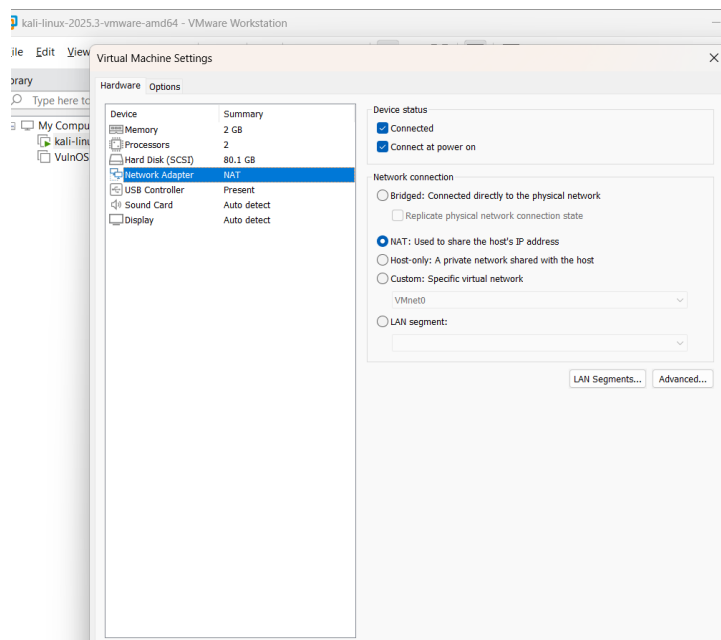 kali-linux-2025.3-vmware-amd64 - VMware Workstation
ile Edit View
Virtual Machine Settings
brary
Hardware Options
Type here to
My Compu
kali-linu
VulnOS
Device Summary
Memory 2 GB
Processors 2
Hard Disk (SCSI) 80.1 GB
Network Adapter NAT
USB Controller Present
Sound Card Auto detect
Display Auto detect
Device status
Connected
Connect at power on
Network connection
Bridged: Connected directly to the physical network
Replicate physical network connection state
NAT: Used to share the host's IP address
Host-only: A private network shared with the host
Custom: Specific virtual network
VMnet0
LAN segment:
LAN Segments... Advanced...